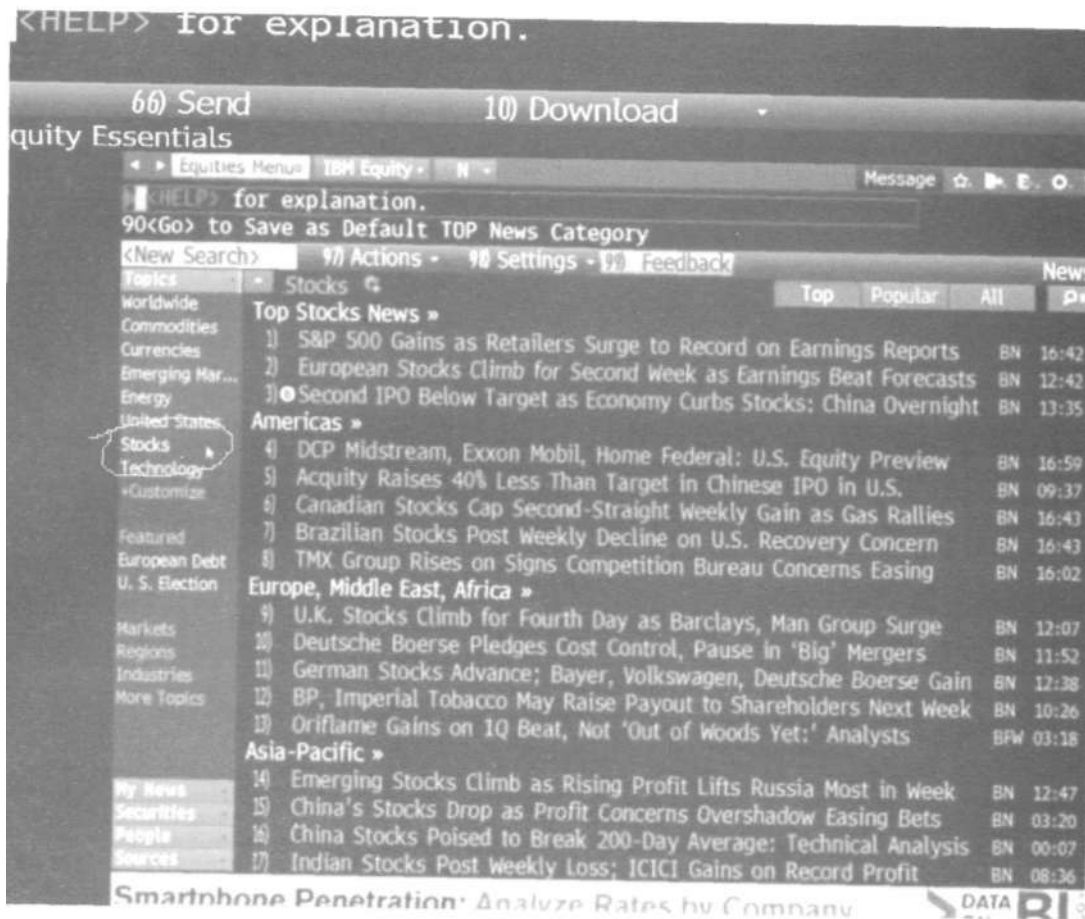 <HELP> for explanation.
66) Send 10) Download
quity Essentials
Equities Menu IBM Equity N
Message
<HELP> for explanation.
90<Go> to Save as Default TOP News Category
<New Search> 97) Actions 98) Settings 99) Feedback
News
Topics Stocks Top Popular All
Worldwide
Top Stocks News »
Commodities
1) S&P 500 Gains as Retailers Surge to Record on Earnings Reports BN 16:42
Currencies
2) European Stocks Climb for Second Week as Earnings Beat Forecasts BN 12:42
Emerging Mar...
3) Second IPO Below Target as Economy Curbs Stocks: China Overnight BN 13:35
Energy
United States
Americas »
Stocks
4) DCP Midstream, Exxon Mobil, Home Federal: U.S. Equity Preview BN 16:59
Technology
5) Acquity Raises 40% Less Than Target in Chinese IPO in U.S. BN 09:37
+Customize
6) Canadian Stocks Cap Second-Straight Weekly Gain as Gas Rallies BN 16:43
Featured
7) Brazilian Stocks Post Weekly Decline on U.S. Recovery Concern BN 16:43
European Debt
8) TMX Group Rises on Signs Competition Bureau Concerns Easing BN 16:02
U. S. Election
Europe, Middle East, Africa »
9) U.K. Stocks Climb for Fourth Day as Barclays, Man Group Surge BN 12:07
Markets
10) Deutsche Boerse Pledges Cost Control, Pause in 'Big' Mergers BN 11:52
Regions
11) German Stocks Advance; Bayer, Volkswagen, Deutsche Boerse Gain BN 12:38
Industries
12) BP, Imperial Tobacco May Raise Payout to Shareholders Next Week BN 10:26
More Topics
13) Oriflame Gains on 1Q Beat, Not 'Out of Woods Yet:' Analysts BFW 03:18
Asia-Pacific »
14) Emerging Stocks Climb as Rising Profit Lifts Russia Most in Week BN 12:47
My News
15) China's Stocks Drop as Profit Concerns Overshadow Easing Bets BN 03:20
Securities
16) China Stocks Poised to Break 200-Day Average: Technical Analysis BN 00:07
People
17) Indian Stocks Post Weekly Loss; ICICI Gains on Record Profit BN 08:36
Sources
Smartphone Penetration: Analyze Rates by Company
DATA
BI